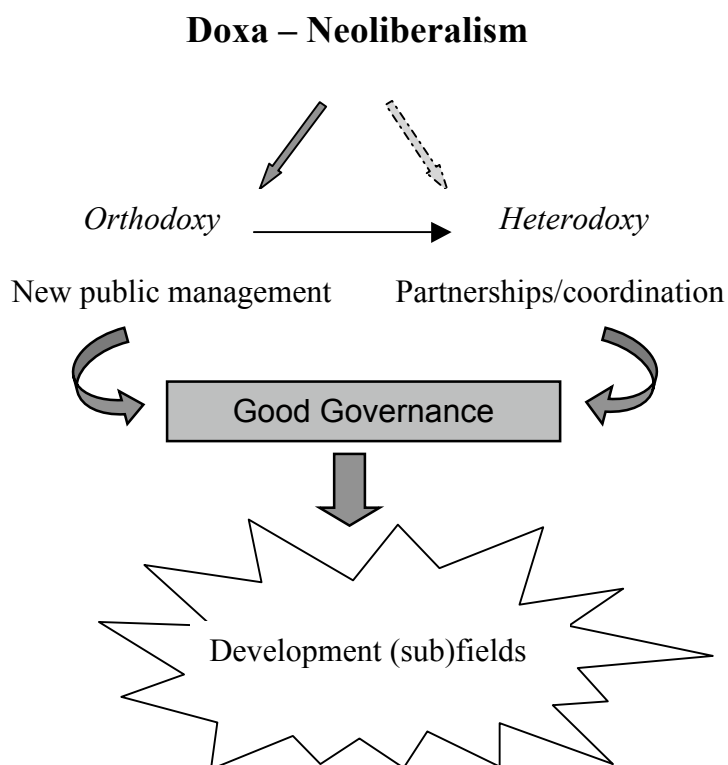 Doxa – Neoliberalism
Orthodoxy Heterodoxy
New public management Partnerships/coordination
Good Governance
Development (sub)fields